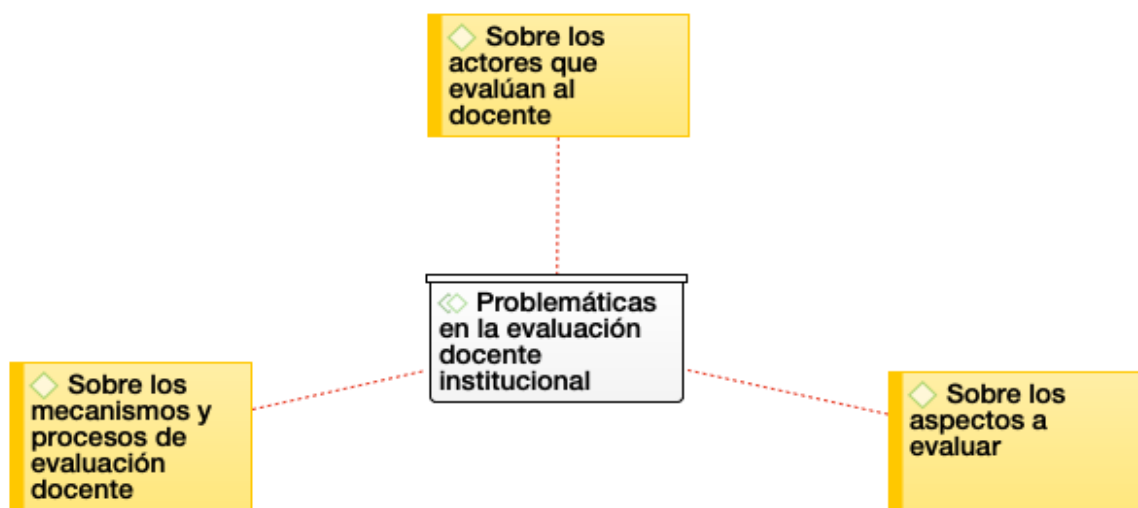 Sobre los
actores que
evalúan al
docente
Problemáticas
en la evaluación
docente
institucional
Sobre los
mecanismos y
procesos de
evaluación
docente
Sobre los
aspectos a
evaluar